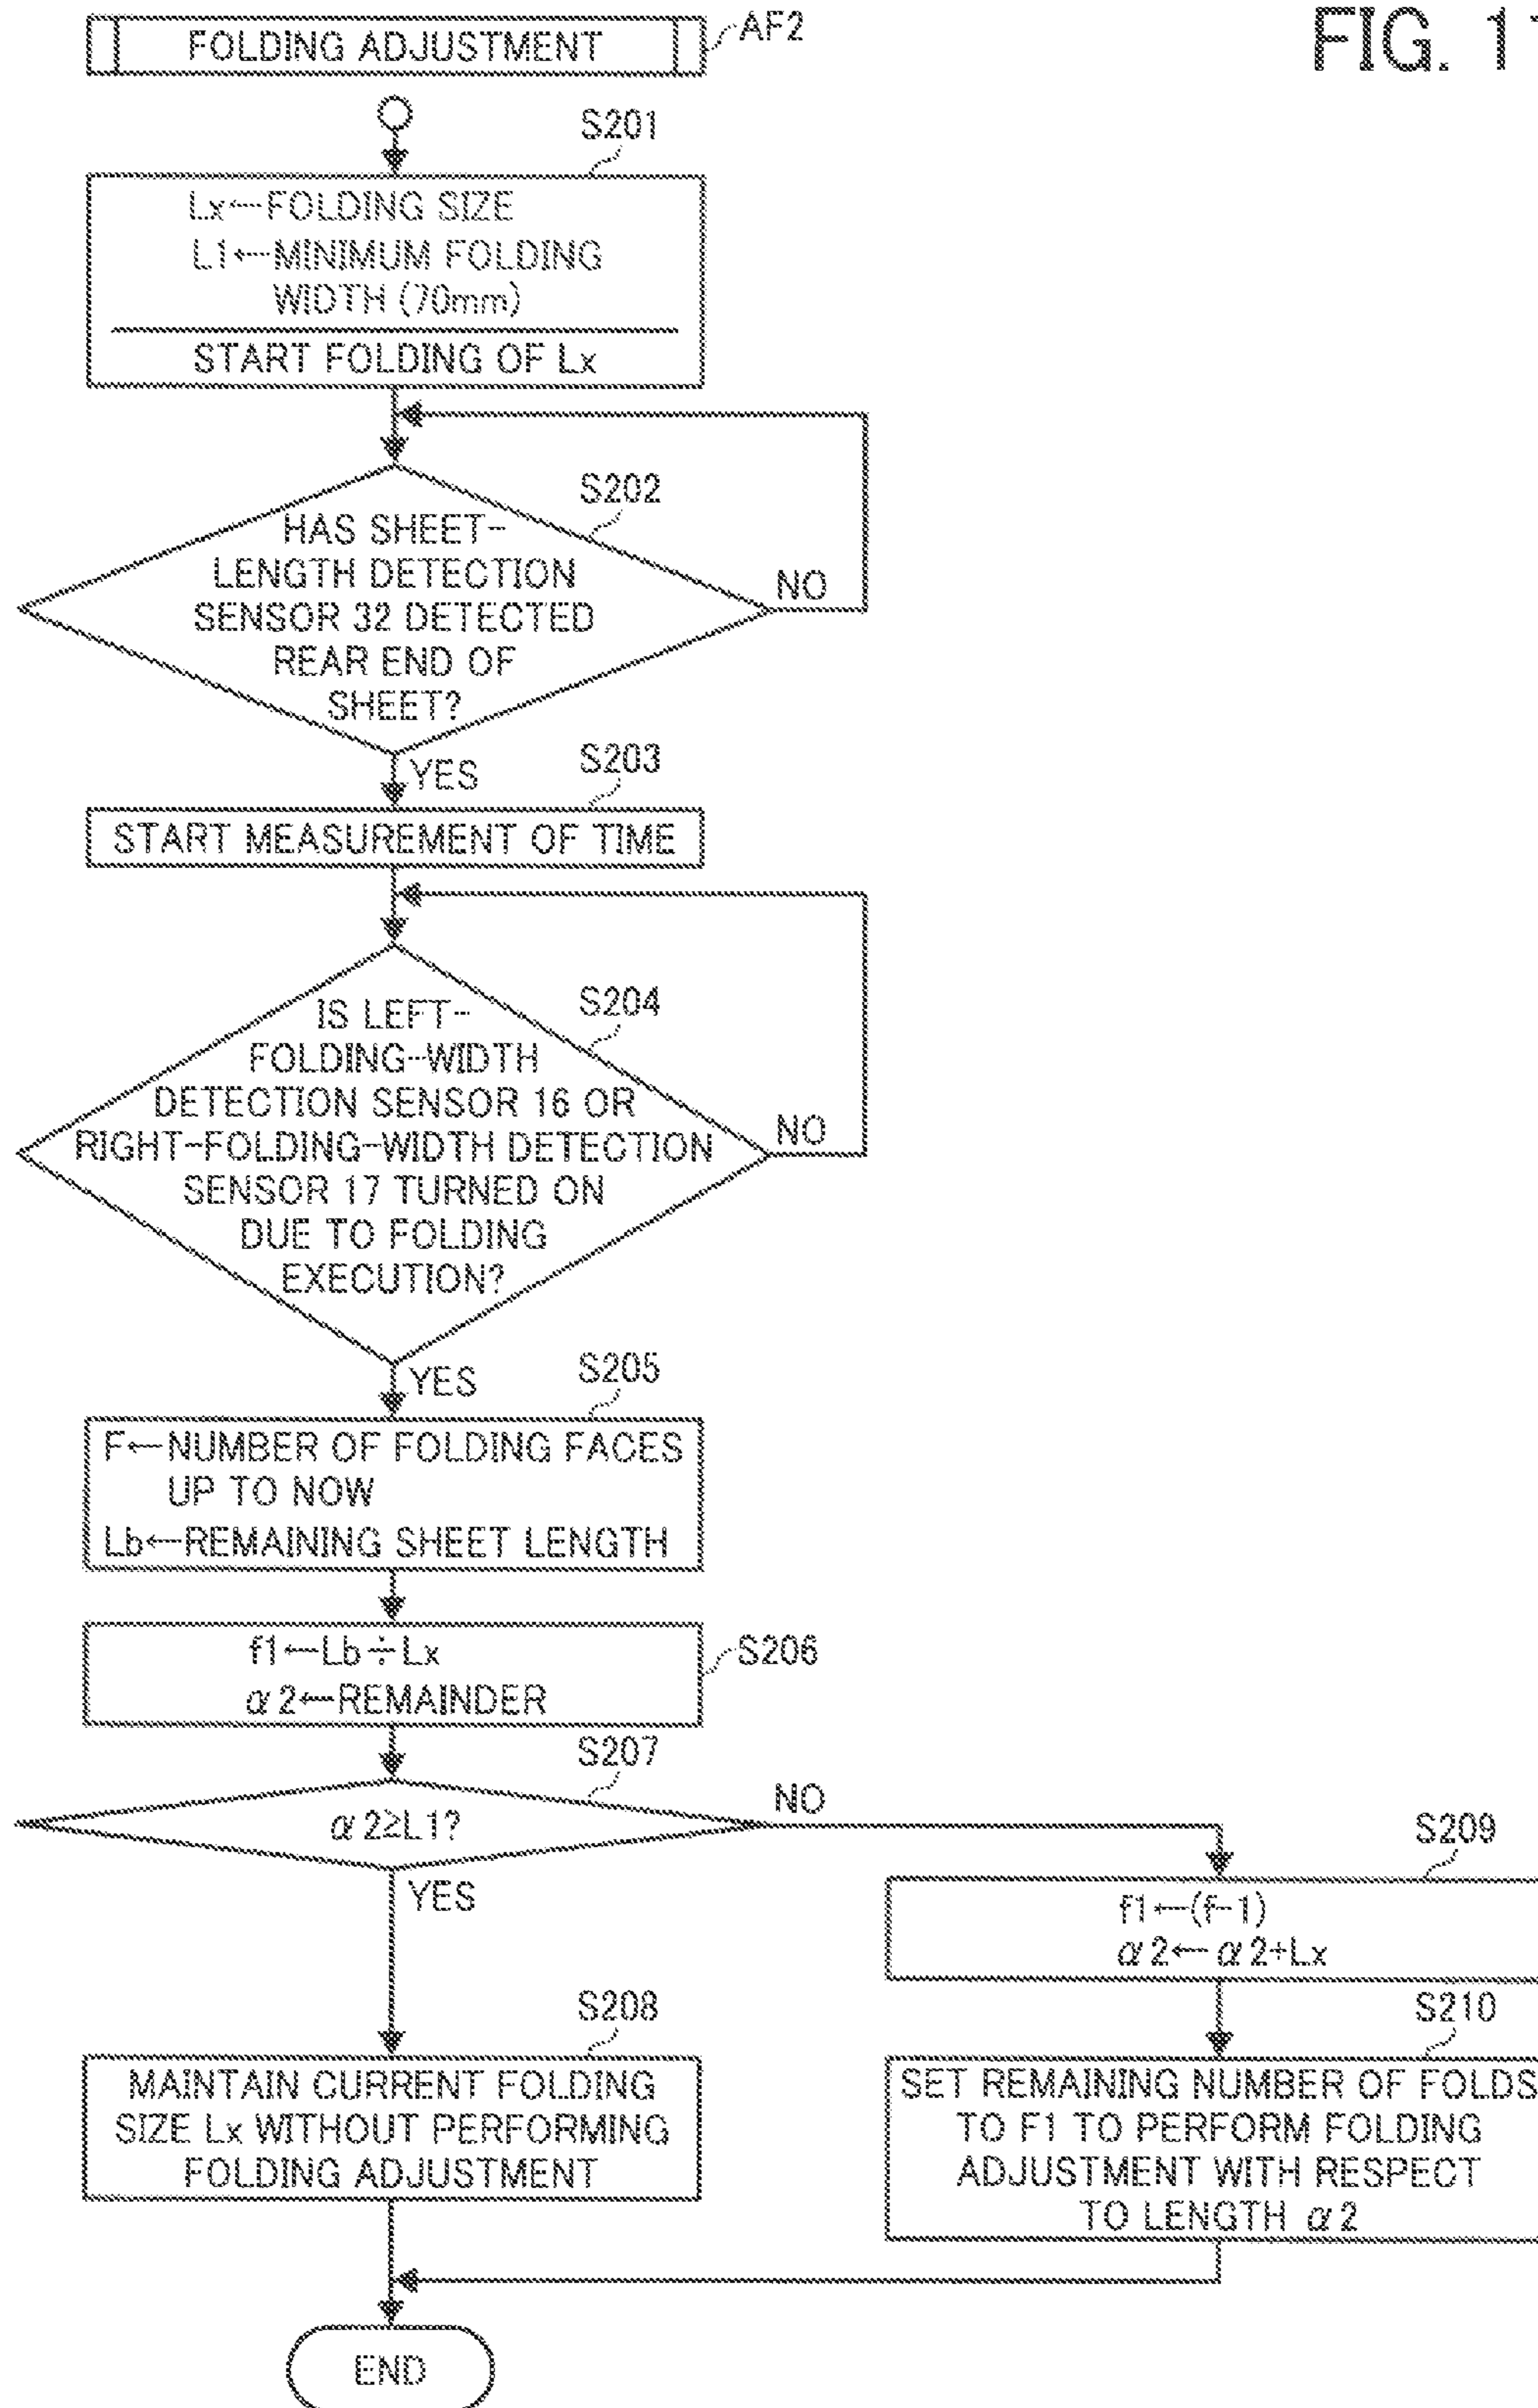 FIG. 11
FOLDING ADJUSTMENT
AF2
S201
Lx←FOLDING SIZE
L1←MINIMUM FOLDING
WIDTH (70mm)
START FOLDING OF Lx
S202
HAS SHEET-
LENGTH DETECTION
SENSOR 32 DETECTED
REAR END OF
SHEET?
NO
YES
S203
START MEASUREMENT OF TIME
S204
IS LEFT-
FOLDING-WIDTH
DETECTION SENSOR 16 OR
RIGHT-FOLDING-WIDTH DETECTION
SENSOR 17 TURNED ON
DUE TO FOLDING
EXECUTION?
NO
YES
S205
F←NUMBER OF FOLDING FACES
UP TO NOW
Lb←REMAINING SHEET LENGTH
f1←Lb÷Lx
α2←REMAINDER
S206
S207
α2≥L1?
NO
YES
S209
f1←(f-1)
α2←α2+Lx
S208
MAINTAIN CURRENT FOLDING
SIZE Lx WITHOUT PERFORMING
FOLDING ADJUSTMENT
S210
SET REMAINING NUMBER OF FOLDS
TO F1 TO PERFORM FOLDING
ADJUSTMENT WITH RESPECT
TO LENGTH α2
END